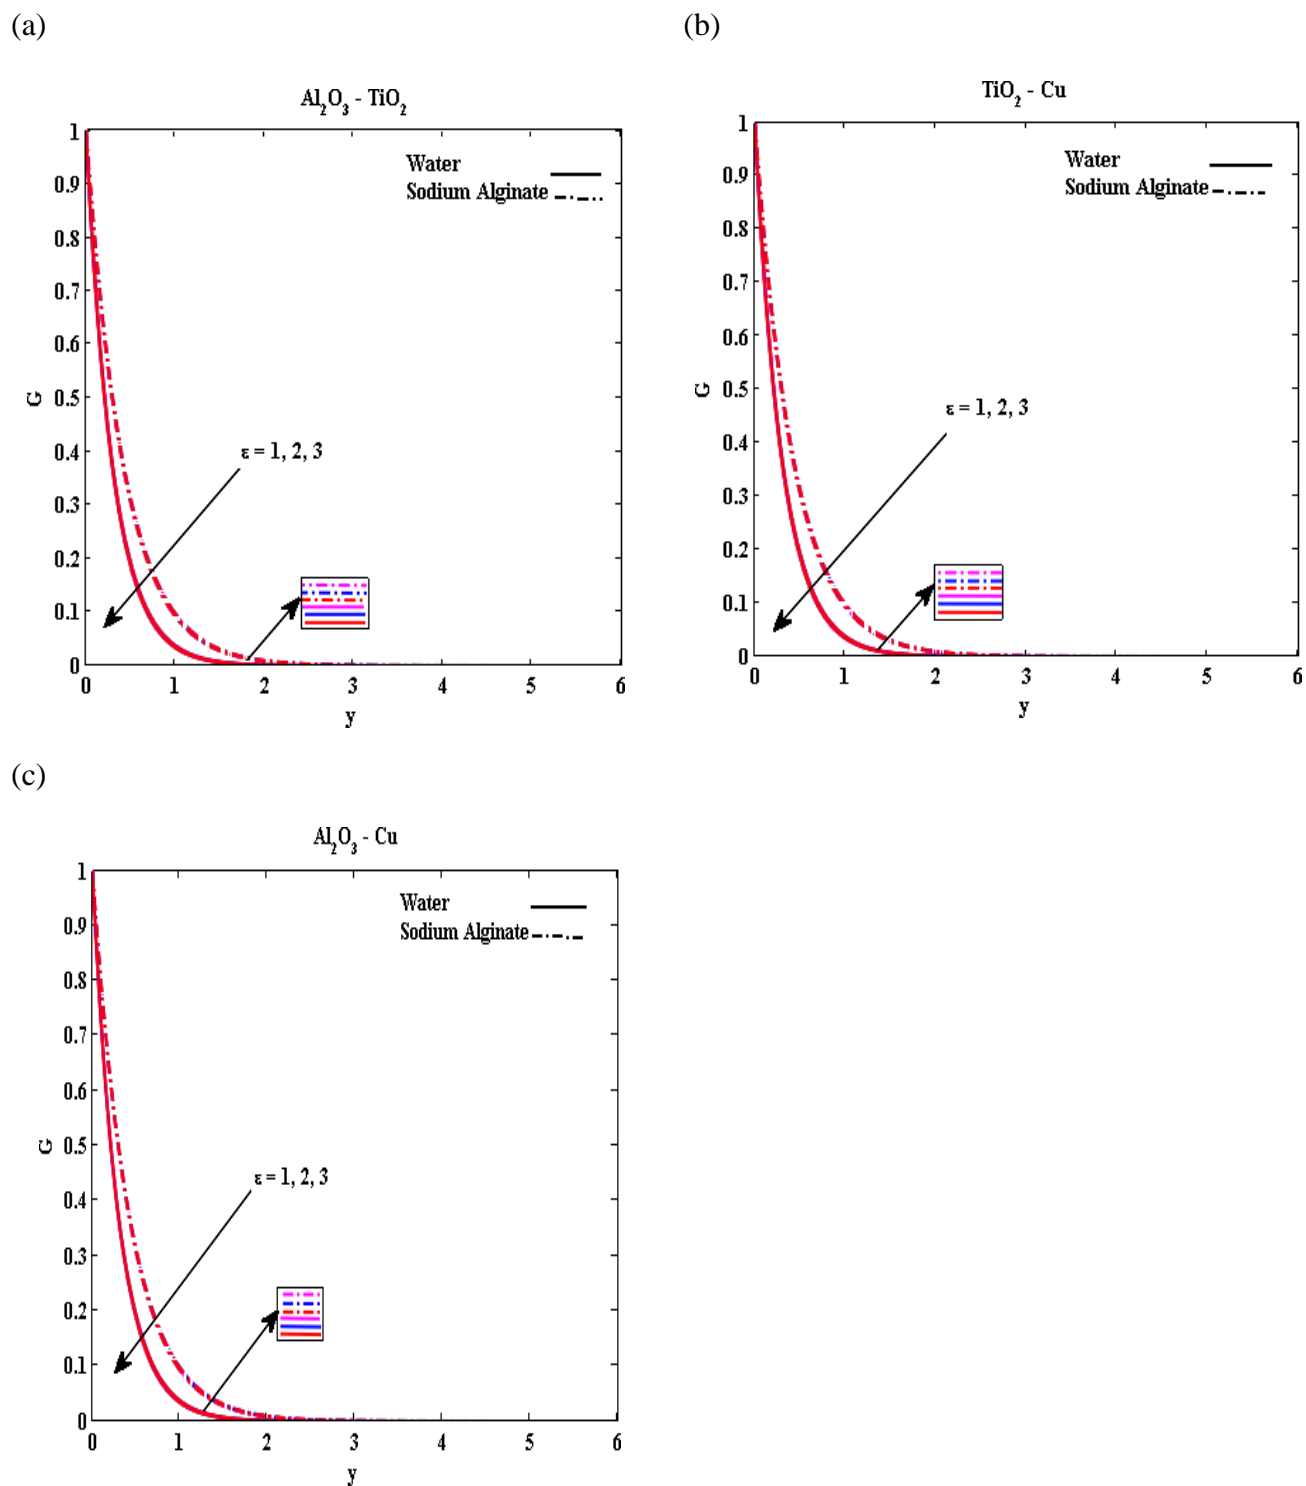 (a)
Al2O3 - TiO2
1
0.9
0.8
0.7
0.6
0.5
0.4
0.3
0.2
0.1
0
G
Water
Sodium Alginate
ε = 1, 2, 3
0 1 2 3 4 5 6
y
(b)
TiO2 - Cu
1
0.9
0.8
0.7
0.6
0.5
0.4
0.3
0.2
0.1
0
G
Water
Sodium Alginate
ε = 1, 2, 3
0 1 2 3 4 5 6
y
(c)
Al2O3 - Cu
1
0.9
0.8
0.7
0.6
0.5
0.4
0.3
0.2
0.1
0
G
Water
Sodium Alginate
ε = 1, 2, 3
0 1 2 3 4 5 6
y